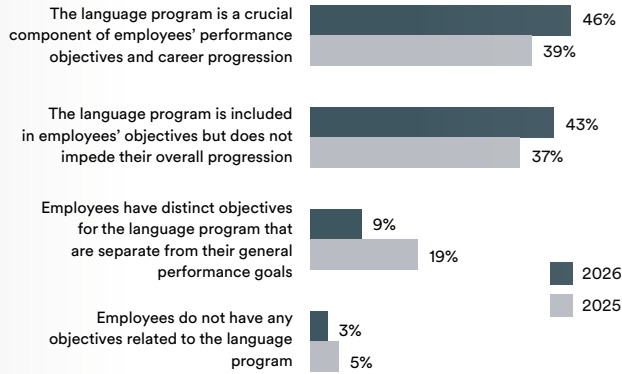 The language program is a crucial
component of employees’ performance
objectives and career progression
46%
39%
The language program is included
in employees’ objectives but does not
impede their overall progression
43%
37%
Employees have distinct objectives
for the language program that
are separate from their general
performance goals
9%
19%
2026
2025
Employees do not have any
objectives related to the language
program
3%
5%